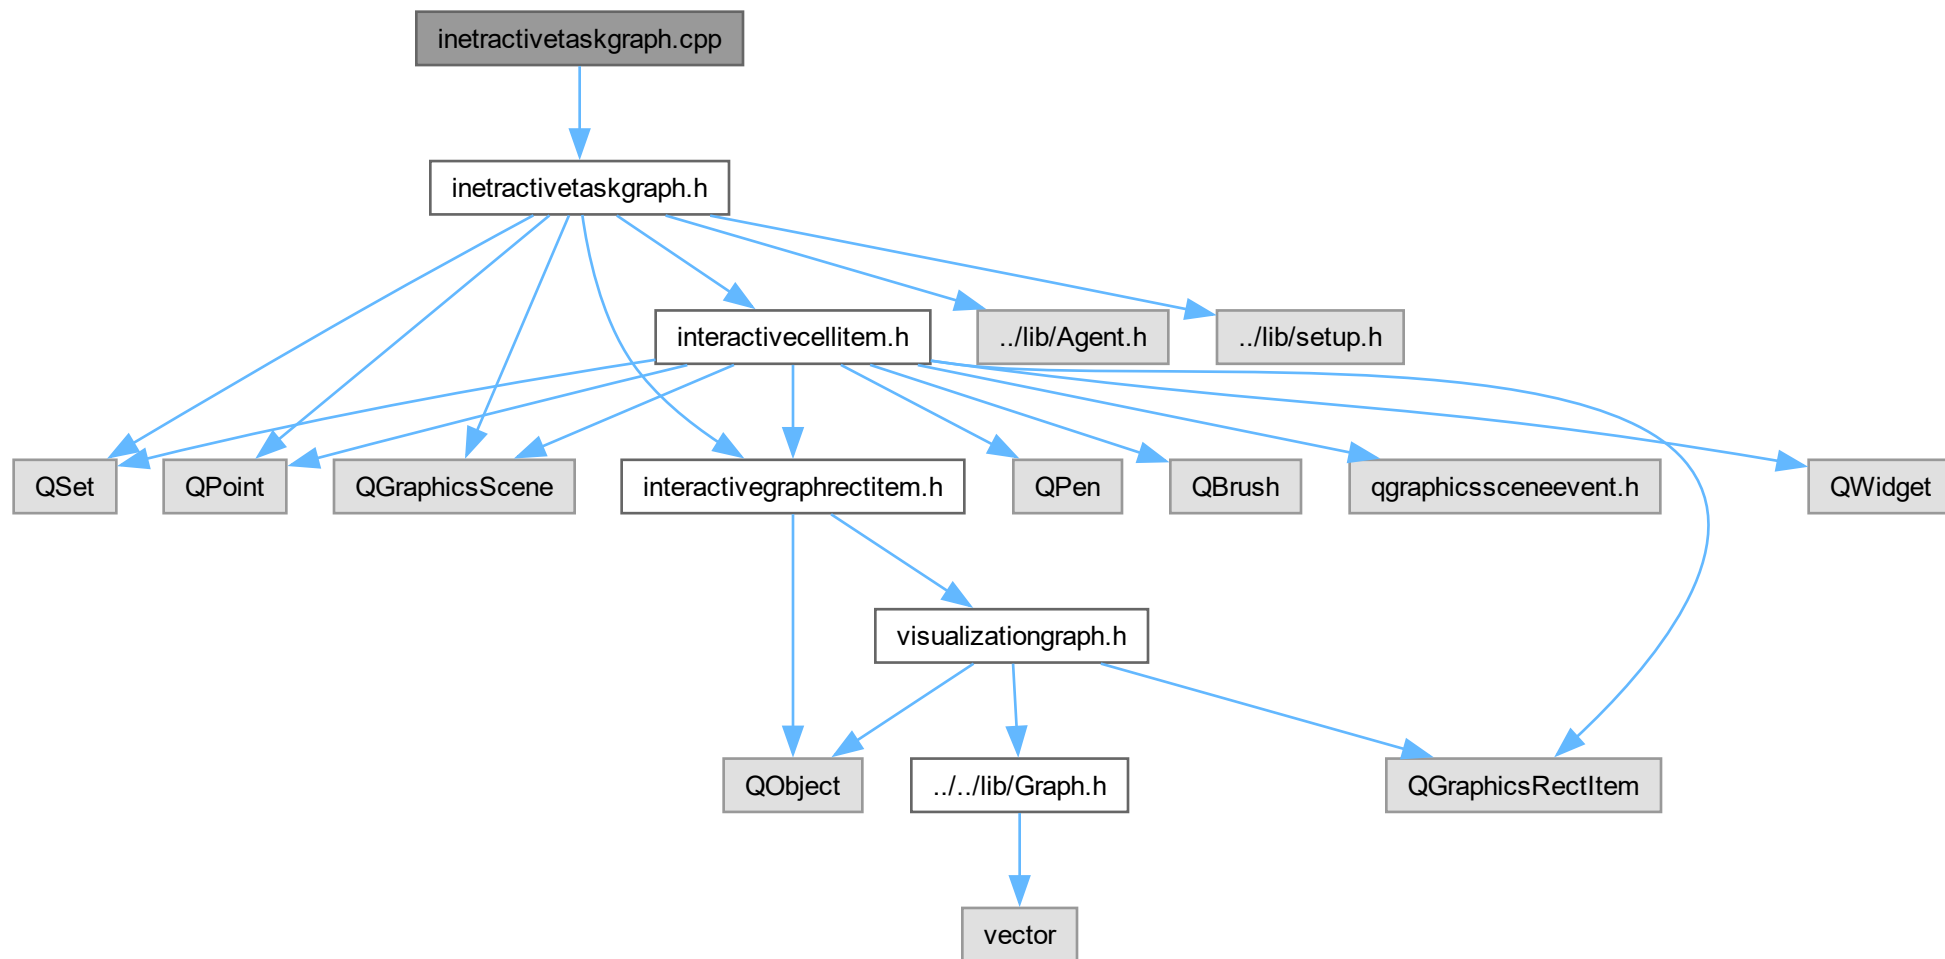 inetractivetaskgraph.cpp
inetractivetaskgraph.h
interactivecellitem.h
../lib/Agent.h
../lib/setup.h
QSet
QPoint
QGraphicsScene
interactivegraphrectitem.h
QPen
QBrush
qgraphicssceneevent.h
QWidget
visualizationgraph.h
QObject
../../lib/Graph.h
QGraphicsRectItem
vector